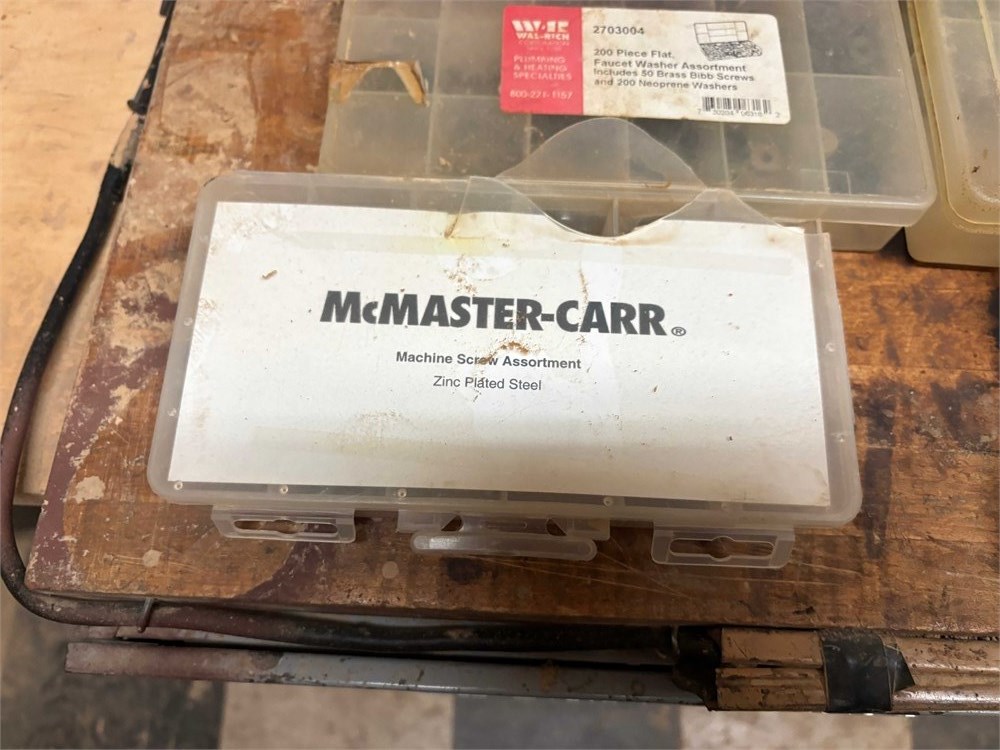 W•R
WAL-RICH
CORPORATION
PLUMBING
& HEATING
SPECIALTIES
800-221-1157
2703004
200 Piece Flat,
Faucet Washer Assortment
Includes 50 Brass Bibb Screws
and 200 Neoprene Washers
McMASTER-CARR®
Machine Screw Assortment
Zinc Plated Steel